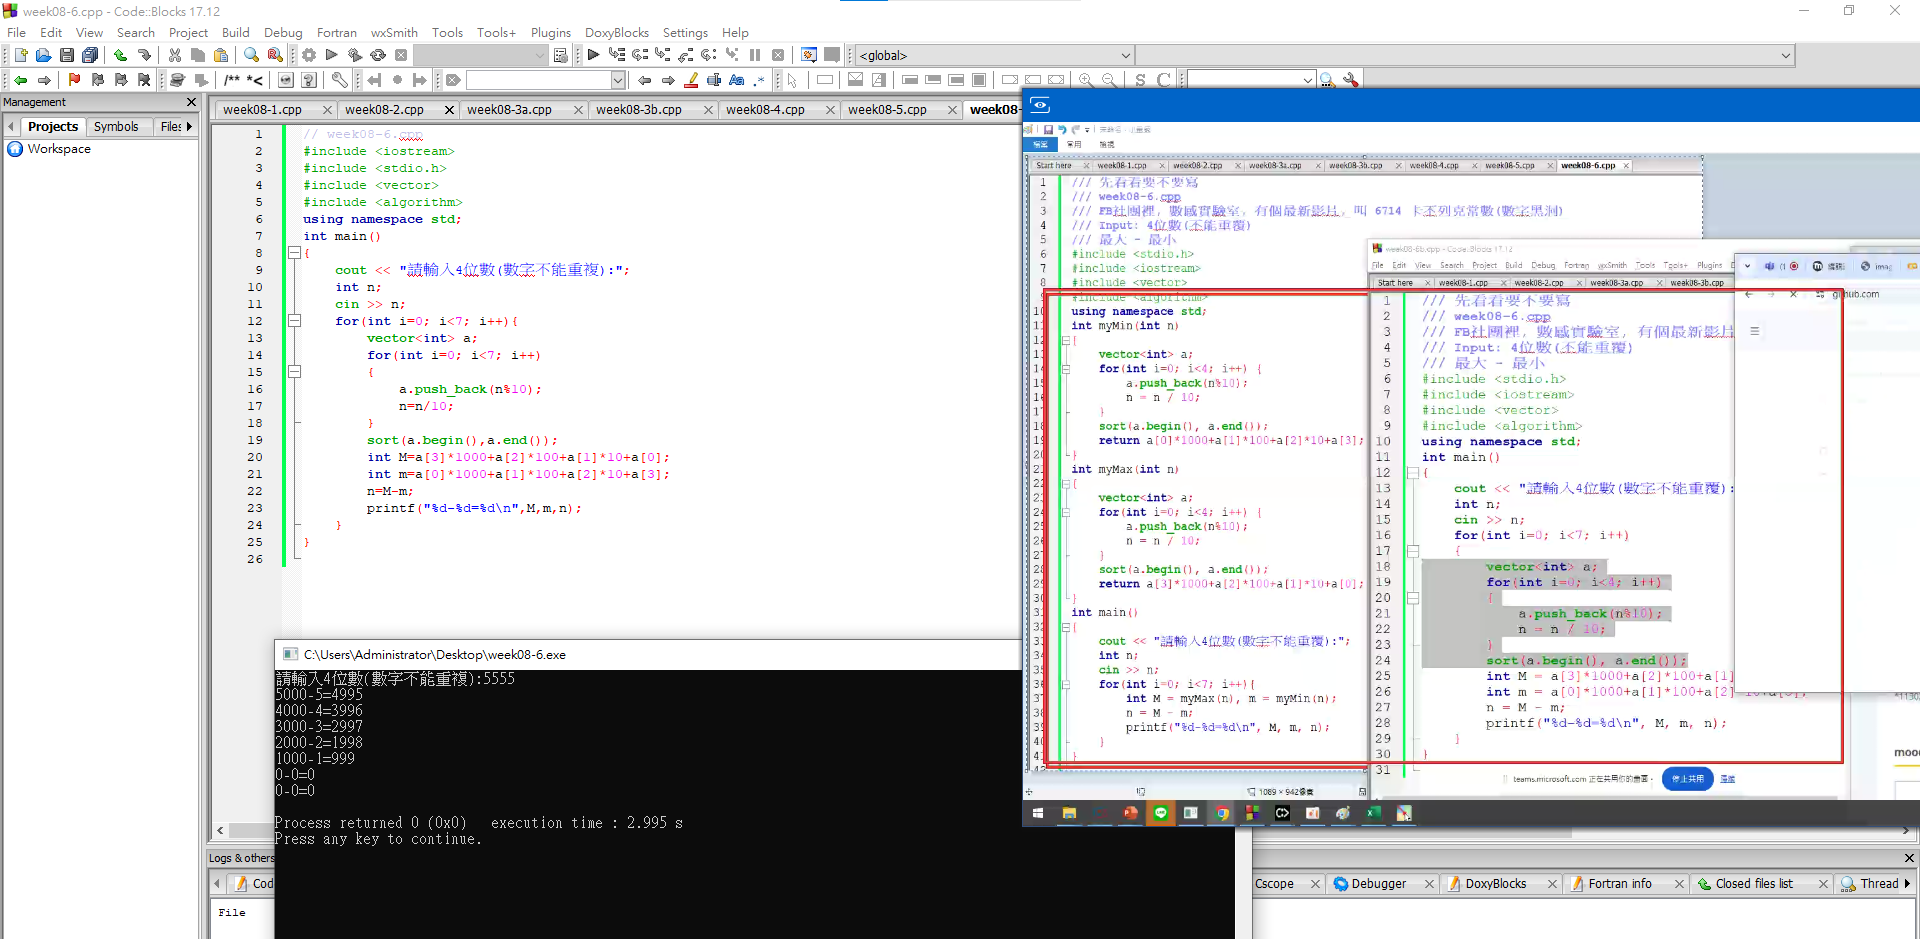 week08-6.cpp - Code::Blocks 17.12
File Edit View Search Project Build Debug Fortran wxSmith Tools Tools+ Plugins DoxyBlocks Settings Help
<global>
/** *<
S C
Management
Projects Symbols Files
Workspace
week08-1.cpp week08-2.cpp week08-3a.cpp week08-3b.cpp week08-4.cpp week08-5.cpp week08-
1 // week08-6.cpp
2 #include <iostream>
3 #include <stdio.h>
4 #include <vector>
5 #include <algorithm>
6 using namespace std;
7 int main()
8 {
9 cout << "請輸入4位數(數字不能重複):";
10 int n;
11 cin >> n;
12 for(int i=0; i<7; i++){
13 vector<int> a;
14 for(int i=0; i<7; i++)
15 {
16 a.push_back(n%10);
17 n=n/10;
18 }
19 sort(a.begin(),a.end());
20 int M=a[3]*1000+a[2]*100+a[1]*10+a[0];
21 int m=a[0]*1000+a[1]*100+a[2]*10+a[3];
22 n=M-m;
23 printf("%d-%d=%d\n",M,m,n);
24 }
25 }
26
C:\Users\Administrator\Desktop\week08-6.exe
請輸入4位數(數字不能重複):5555
5000-5=4995
4000-4=3996
3000-3=2997
2000-2=1998
1000-1=999
0-0=0
0-0=0
Process returned 0 (0x0)   execution time : 2.995 s
Press any key to continue.
檔案 常用 檢視
Start here week08-1.cpp week08-2.cpp week08-3a.cpp week08-3b.cpp week08-4.cpp week08-5.cpp week08-6.cpp
1 /// 先看看要不要寫
2 /// week08-6.cpp
3 /// FB社團裡, 數感實驗室, 有個最新影片, 叫 6714 卡不列克常數(數字黑洞)
4 /// Input: 4位數(不能重覆)
5 /// 最大 - 最小
6 #include <stdio.h>
7 #include <iostream>
8 #include <vector>
#include <algorithm>
10 using namespace std;
11 int myMin(int n)
12 {
13 vector<int> a;
14 for(int i=0; i<4; i++) {
15 a.push_back(n%10);
16 n = n / 10;
17 }
18 sort(a.begin(), a.end());
19 return a[0]*1000+a[1]*100+a[2]*10+a[3];
20 }
21 int myMax(int n)
22 {
23 vector<int> a;
24 for(int i=0; i<4; i++) {
25 a.push_back(n%10);
26 n = n / 10;
27 }
28 sort(a.begin(), a.end());
29 return a[3]*1000+a[2]*100+a[1]*10+a[0];
30 }
31 int main()
32 {
33 cout << "請輸入4位數(數字不能重覆):";
34 int n;
35 cin >> n;
36 for(int i=0; i<7; i++){
37 int M = myMax(n), m = myMin(n);
38 n = M - m;
39 printf("%d-%d=%d\n", M, m, n);
40 }
41 }
1089 × 942像素
week08-6b.cpp - Code::Blocks 17.12
File Edit View Search Project Build Debug Fortran wxSmith Tools Tools+ Plugins
Start here week08-1.cpp week08-2.cpp week08-3a.cpp week08-3b.cpp
1 /// 先看看要不要寫
2 /// week08-6.cpp
3 /// FB社團裡, 數感實驗室, 有個最新影片
4 /// Input: 4位數(不能重覆)
5 /// 最大 - 最小
6 #include <stdio.h>
7 #include <iostream>
8 #include <vector>
9 #include <algorithm>
10 using namespace std;
11 int main()
12 {
13 cout << "請輸入4位數(數字不能重覆):
14 int n;
15 cin >> n;
16 for(int i=0; i<7; i++)
17 {
18 vector<int> a;
19 for(int i=0; i<4; i++)
20 {
21 a.push_back(n%10);
22 n = n / 10;
23 }
24 sort(a.begin(), a.end());
25 int M = a[3]*1000+a[2]*100+a[1]
26 int m = a[0]*1000+a[1]*100+a[2]*10+a[3];
27 n = M - m;
28 printf("%d-%d=%d\n", M, m, n);
29 }
30 }
31
github.com
teams.microsoft.com 正在共用你的畫面。 停止共用 隱藏
mood
Logs & others
Cod
File
Cscope Debugger DoxyBlocks Fortran info Closed files list Thread